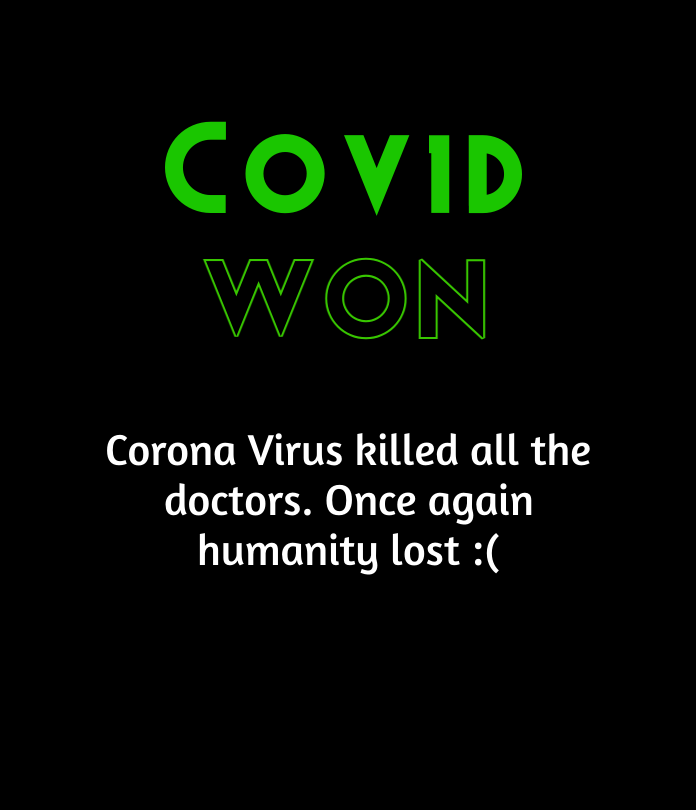 COVID
WON
Corona Virus killed all the
doctors. Once again
humanity lost :(